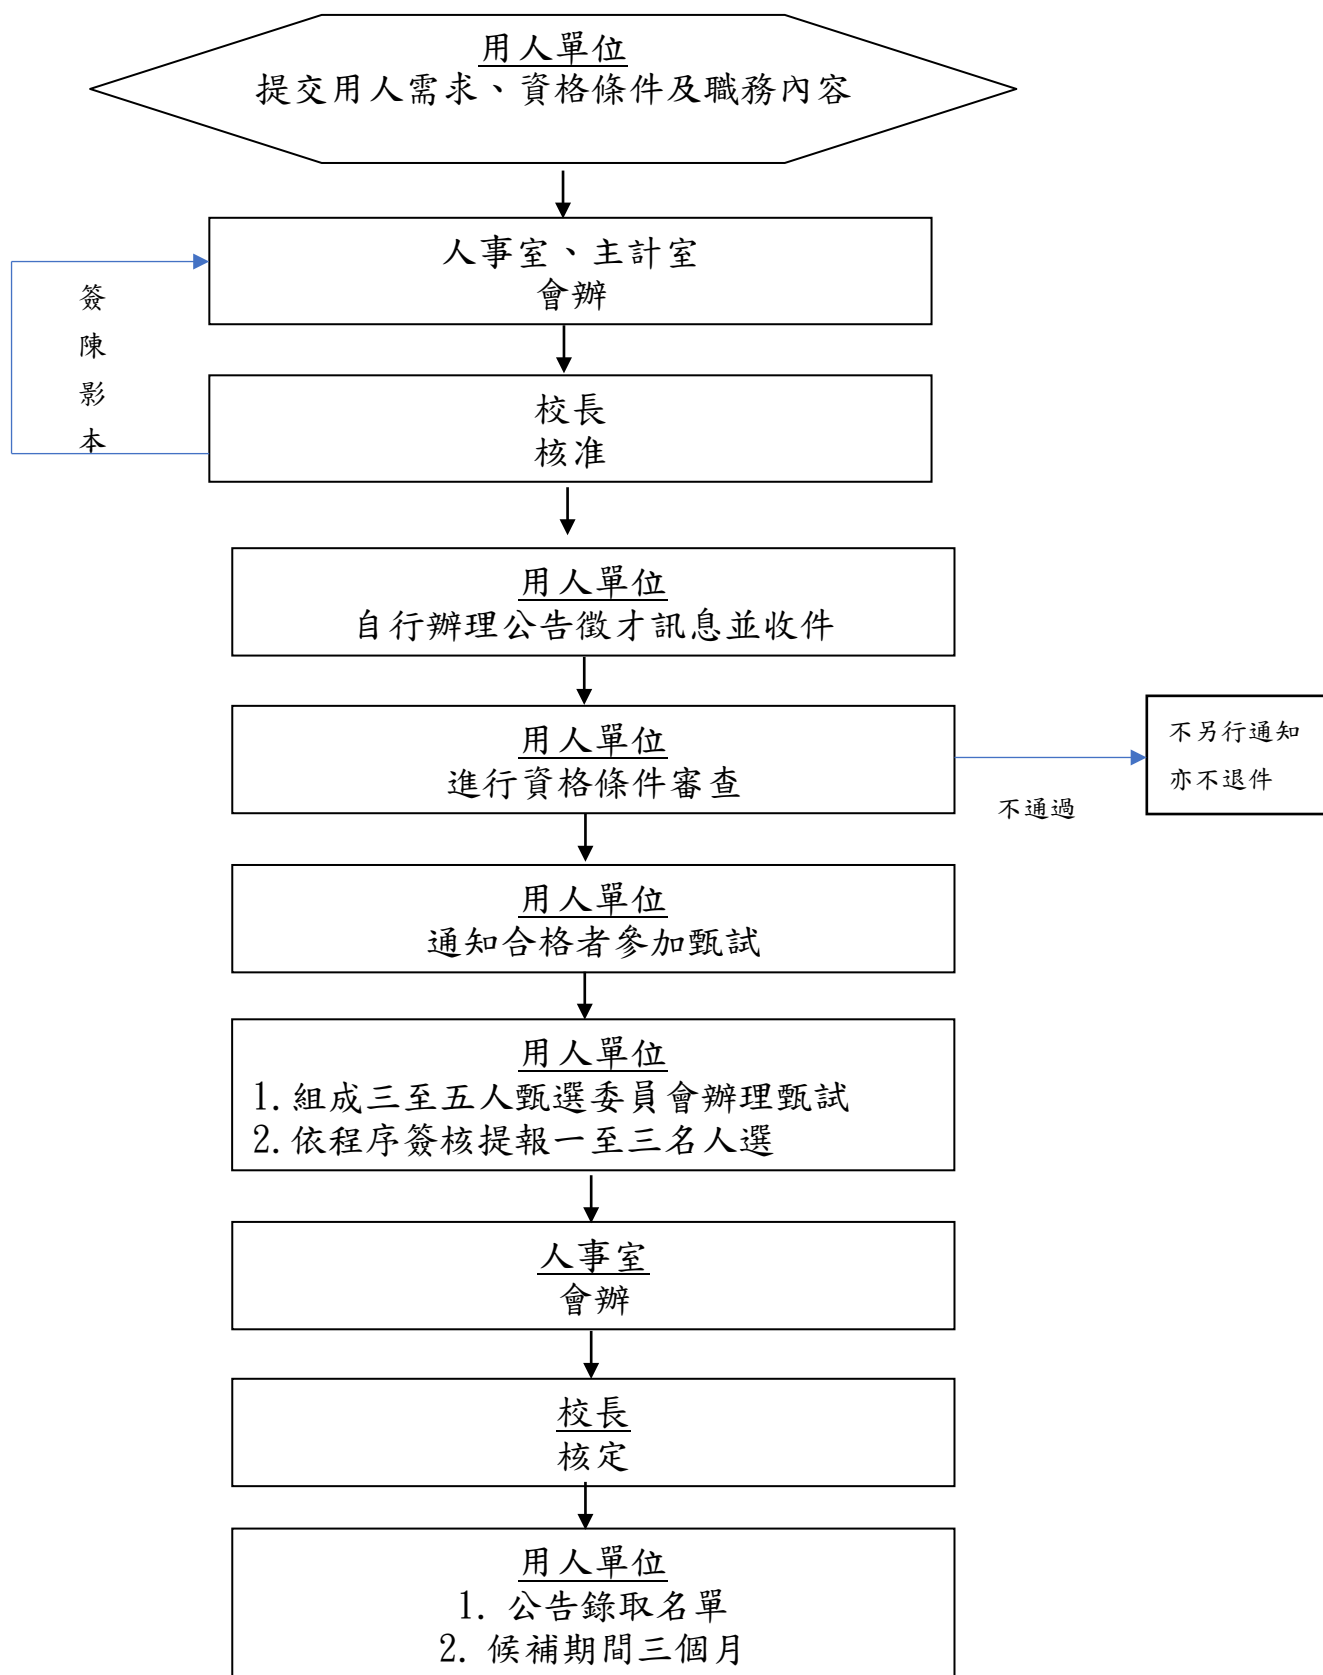 用人單位
提交用人需求、資格條件及職務內容
人事室、主計室
會辦
簽
陳
影
本
校長
核准
用人單位
自行辦理公告徵才訊息並收件
用人單位
進行資格條件審查
不通過
不另行通知
亦不退件
用人單位
通知合格者參加甄試
用人單位
1. 組成三至五人甄選委員會辦理甄試
2. 依程序簽核提報一至三名人選
人事室
會辦
校長
核定
用人單位
1. 公告錄取名單
2. 候補期間三個月